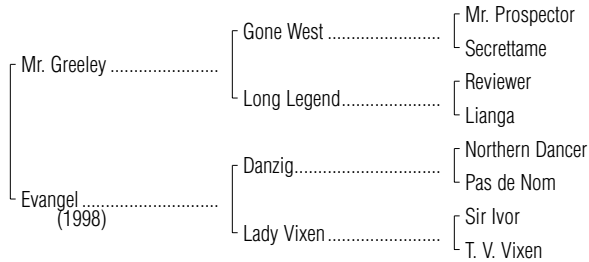 Mr. Prospector
Gone West ....................
Secrettame
Mr. Greeley ...................
Reviewer
Long Legend.................
Lianga
Northern Dancer
Danzig.........................
Pas de Nom
Evangel ........................
(1998)
Sir Ivor
Lady Vixen ....................
T. V. Vixen